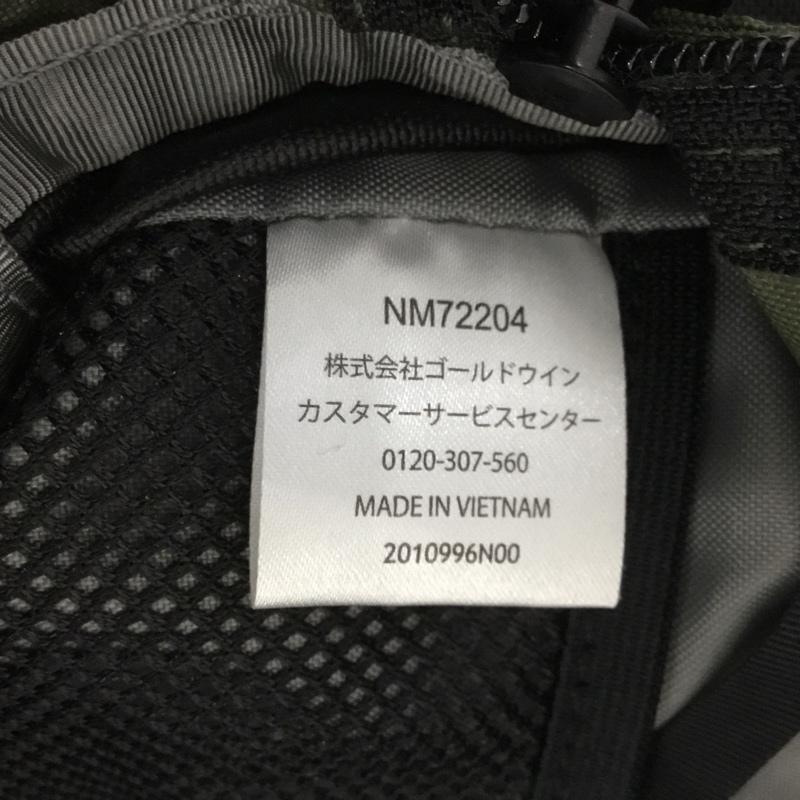 NM72204
株式会社ゴールドウイン
カスタマーサービスセンター
0120-307-560
MADE IN VIETNAM
2010996N00